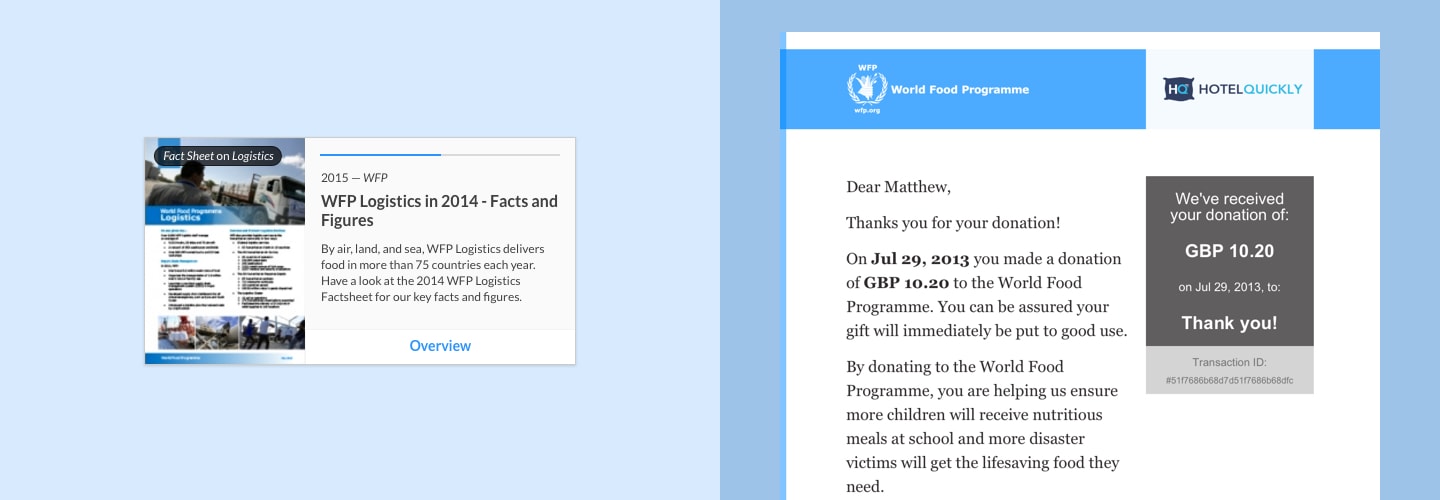 Fact Sheet on Logistics
World Food Programme
Logistics
2015 — WFP
WFP Logistics in 2014 - Facts and
Figures
By air, land, and sea, WFP Logistics delivers
food in more than 75 countries each year.
Have a look at the 2014 WFP Logistics
Factsheet for our key facts and figures.
Overview
WFP
World Food Programme
wfp.org
HQ HOTELQUICKLY
Dear Matthew,
Thanks you for your donation!
On Jul 29, 2013 you made a donation
of GBP 10.20 to the World Food
Programme. You can be assured your
gift will immediately be put to good use.
By donating to the World Food
Programme, you are helping us ensure
more children will receive nutritious
meals at school and more disaster
victims will get the lifesaving food they
need.
We've received
your donation of:
GBP 10.20
on Jul 29, 2013, to:
Thank you!
Transaction ID:
#51f7686b68d7d51f7686b68dfc